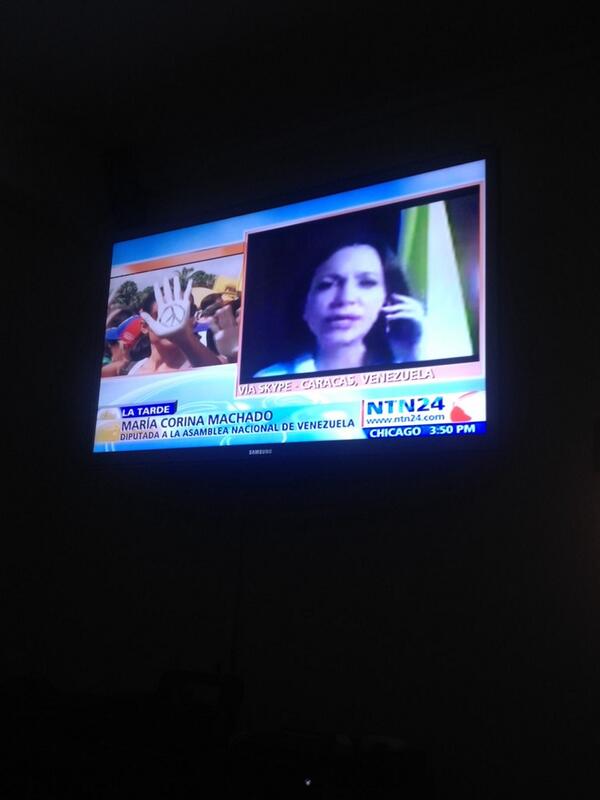 VÍA SKYPE - CARACAS, VENEZUELA
LA TARDE
MARÍA CORINA MACHADO
DIPUTADA A LA ASAMBLEA NACIONAL DE VENEZUELA
NTN24
www.ntn24.com
CHICAGO 3:50 PM
SAMSUNG